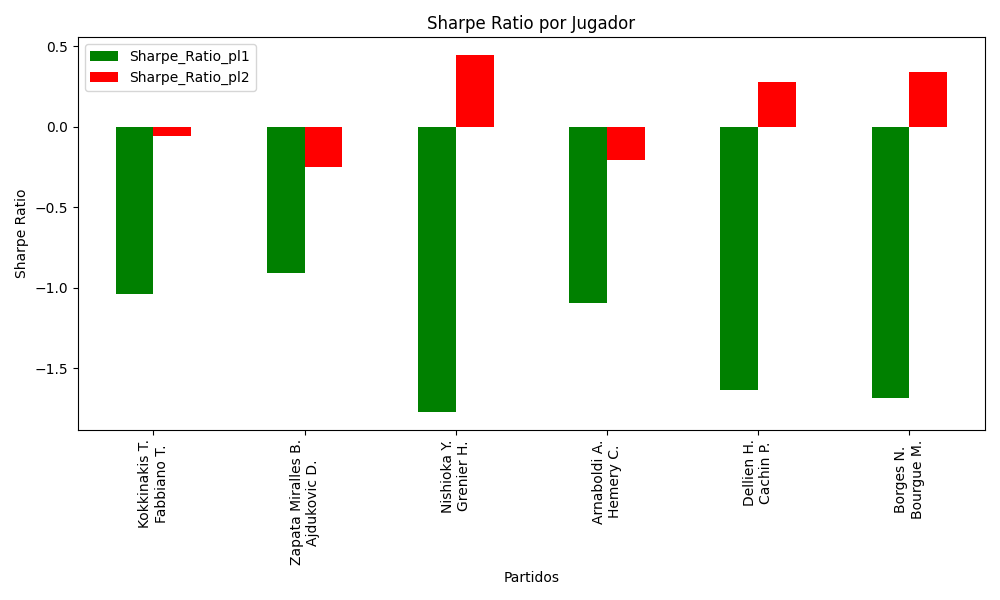 Sharpe Ratio por Jugador
Sharpe_Ratio_pl1
Sharpe_Ratio_pl2
Sharpe Ratio
0.5
0.0
−0.5
−1.0
−1.5
Kokkinakis T.
Fabbiano T.
Zapata Miralles B.
Ajdukovic D.
Nishioka Y.
Grenier H.
Arnaboldi A.
Hemery C.
Dellien H.
Cachin P.
Borges N.
Bourgue M.
Partidos